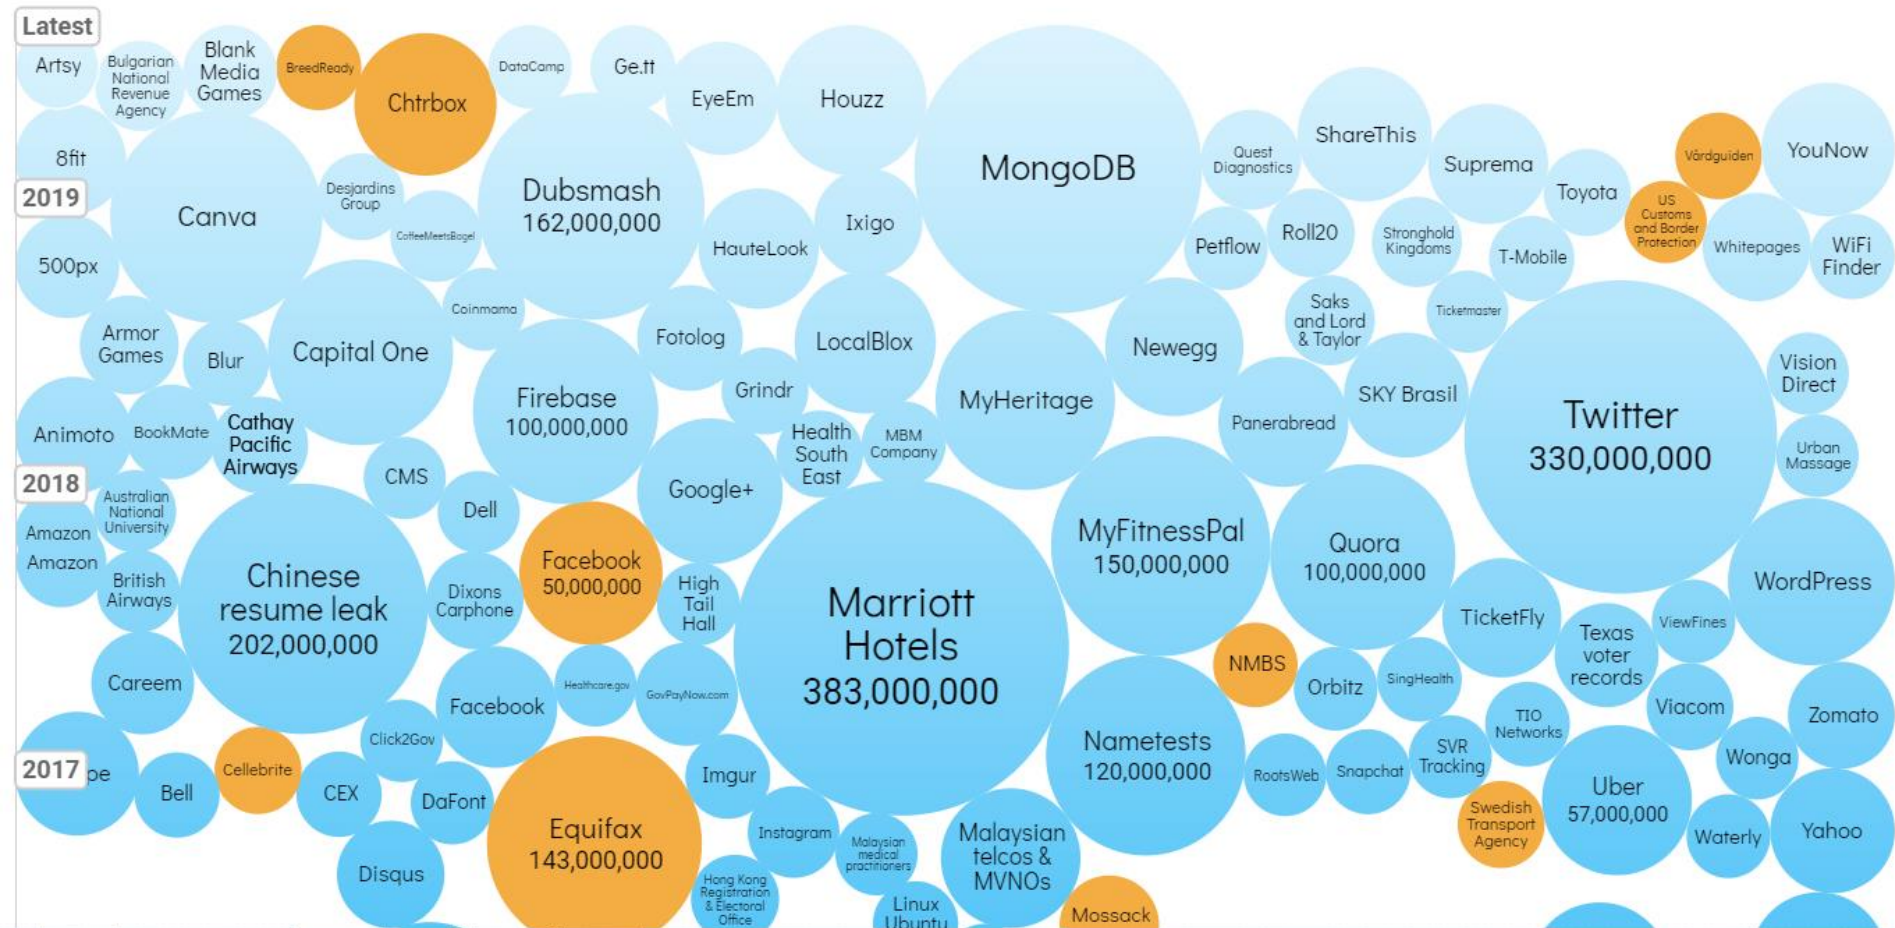 Latest
Artsy
Bulgarian
National
Revenue
Agency
Blank
Media
Games
BreedReady
Chtrbox
DataCamp
Ge.tt
EyeEm
Houzz
MongoDB
Quest
Diagnostics
ShareThis
Suprema
Toyota
Vårdguiden
YouNow
8fit
2019
Canva
Desjardins
Group
CoffeeMeetsBagel
Dubsmash
162,000,000
HauteLook
Ixigo
Petflow
Roll20
Stronghold
Kingdoms
T-Mobile
US
Customs
and Border
Protection
Whitepages
WiFi
Finder
500px
Armor
Games
Blur
Capital One
Coinmama
Firebase
100,000,000
Fotolog
Grindr
LocalBlox
MyHeritage
Newegg
Saks
and Lord
& Taylor
Ticketmaster
SKY Brasil
Panerabread
Twitter
330,000,000
Vision
Direct
Urban
Massage
Animoto
BookMate
Cathay
Pacific
Airways
CMS
Dell
Google+
Health
South
East
MBM
Company
2018
Amazon
Amazon
Australian
National
University
British
Airways
Chinese
resume leak
202,000,000
Dixons
Carphone
Facebook
50,000,000
High
Tail
Hall
Marriott
Hotels
383,000,000
MyFitnessPal
150,000,000
Quora
100,000,000
TicketFly
Texas
voter
records
ViewFines
WordPress
Careem
Facebook
Healthcare.gov
GovPayNow.com
NMBS
Orbitz
SingHealth
TIO
Networks
Viacom
Zomato
2017
pe
Bell
Cellebrite
CEX
Click2Gov
DaFont
Equifax
143,000,000
Imgur
Nametests
120,000,000
RootsWeb
Snapchat
SVR
Tracking
Swedish
Transport
Agency
Uber
57,000,000
Wonga
Waterly
Yahoo
Disqus
Hong Kong
Registration
& Electoral
Office
Instagram
Malaysian
medical
practitioners
Malaysian
telcos &
MVNOs
Linux
Ubuntu
Mossack